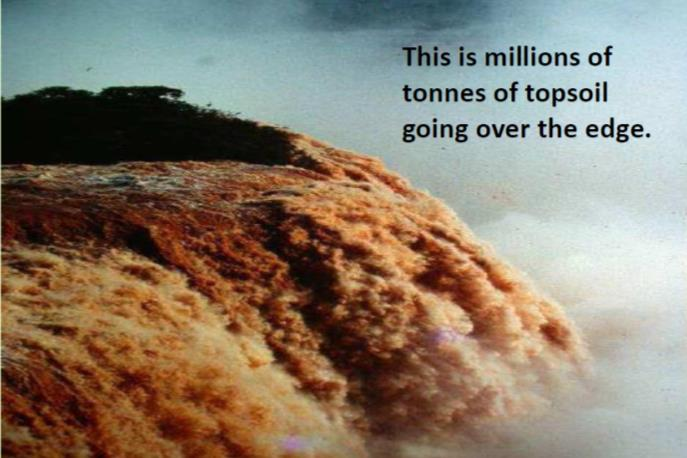 This is millions of
tonnes of topsoil
going over the edge.